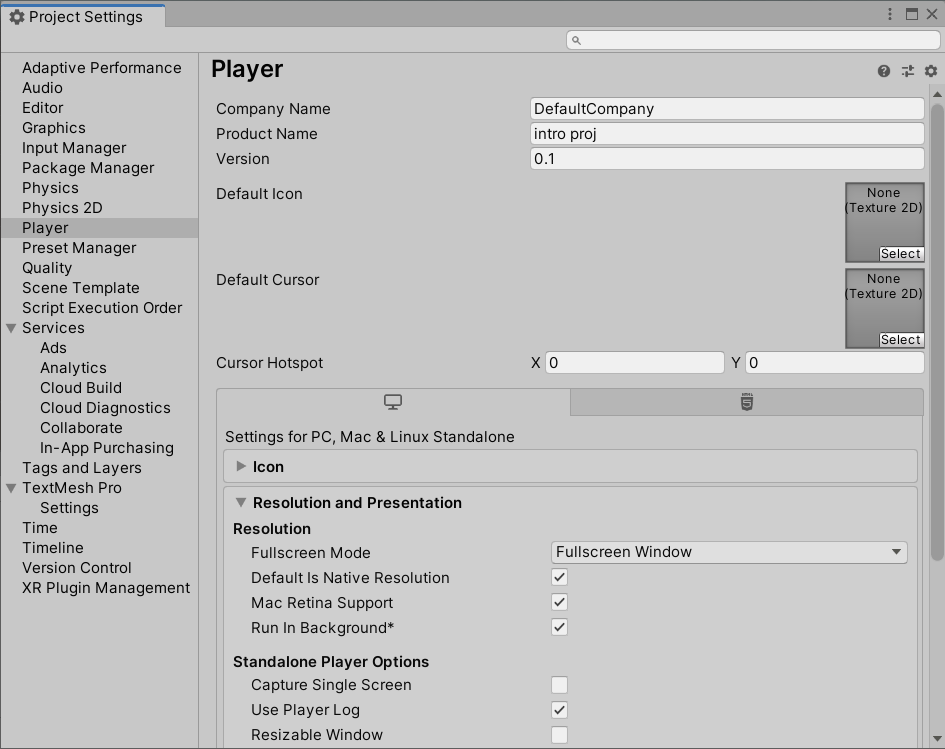 Project Settings
Adaptive Performance
Audio
Editor
Graphics
Input Manager
Package Manager
Physics
Physics 2D
Player
Preset Manager
Quality
Scene Template
Script Execution Order
Services
Ads
Analytics
Cloud Build
Cloud Diagnostics
Collaborate
In-App Purchasing
Tags and Layers
TextMesh Pro
Settings
Time
Timeline
Version Control
XR Plugin Management
Player
Company Name DefaultCompany
Product Name intro proj
Version 0.1
Default Icon
None
(Texture 2D)
Select
Default Cursor
None
(Texture 2D)
Select
Cursor Hotspot X 0 Y 0
Settings for PC, Mac & Linux Standalone
Icon
Resolution and Presentation
Resolution
Fullscreen Mode Fullscreen Window
Default Is Native Resolution
Mac Retina Support
Run In Background*
Standalone Player Options
Capture Single Screen
Use Player Log
Resizable Window